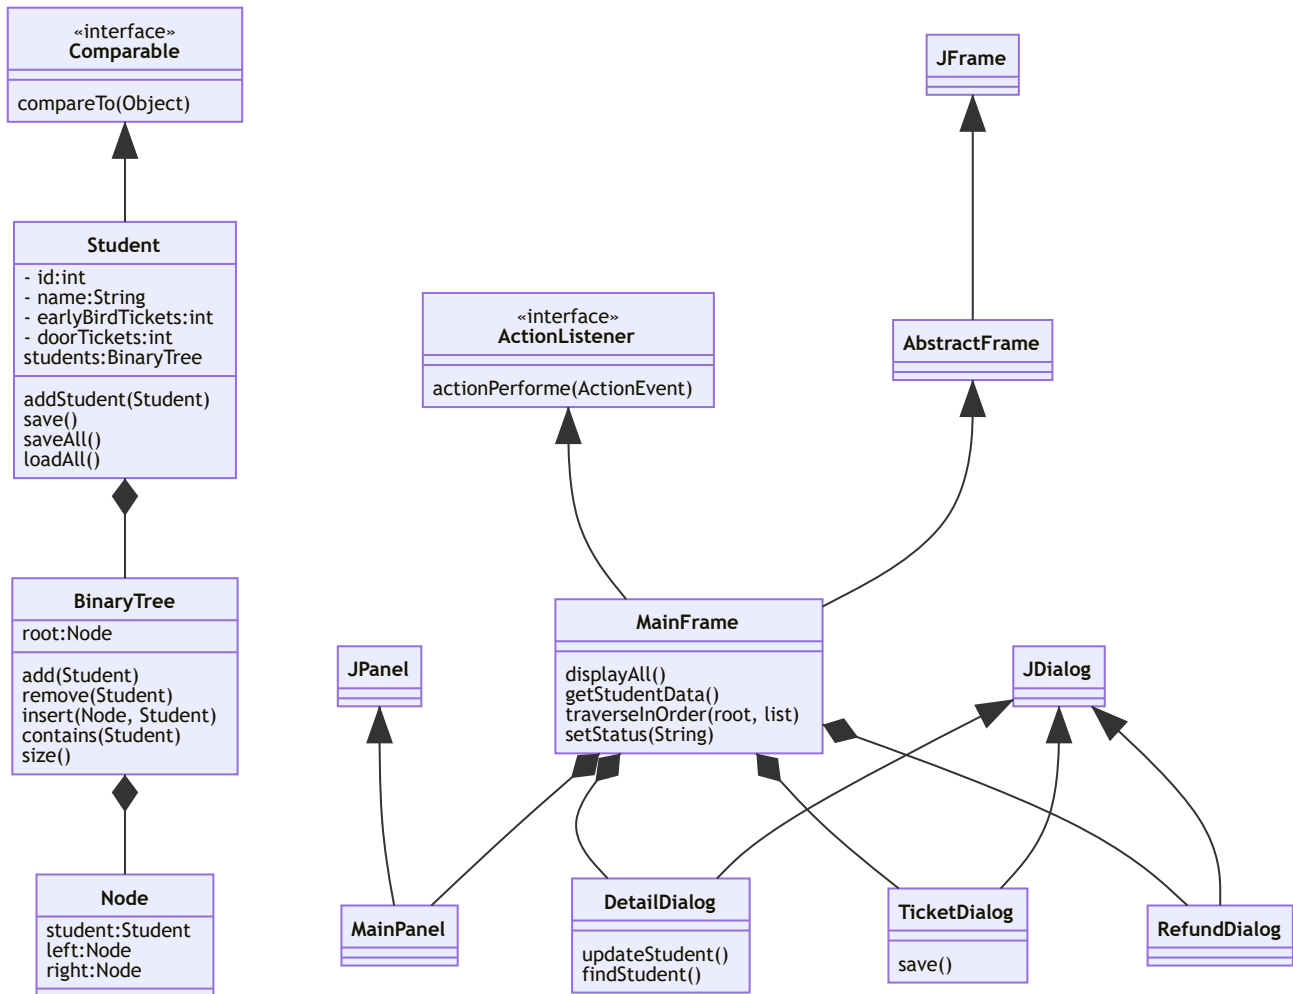 «interface»
Comparable
compareTo(Object)
Student
- id:int
- name:String
- earlyBirdTickets:int
- doorTickets:int
students:BinaryTree
addStudent(Student)
save()
saveAll()
loadAll()
BinaryTree
root:Node
add(Student)
remove(Student)
insert(Node, Student)
contains(Student)
size()
Node
student:Student
left:Node
right:Node
JFrame
«interface»
ActionListener
actionPerforme(ActionEvent)
AbstractFrame
MainFrame
displayAll()
getStudentData()
traverseInOrder(root, list)
setStatus(String)
JPanel
JDialog
MainPanel
DetailDialog
updateStudent()
findStudent()
TicketDialog
save()
RefundDialog